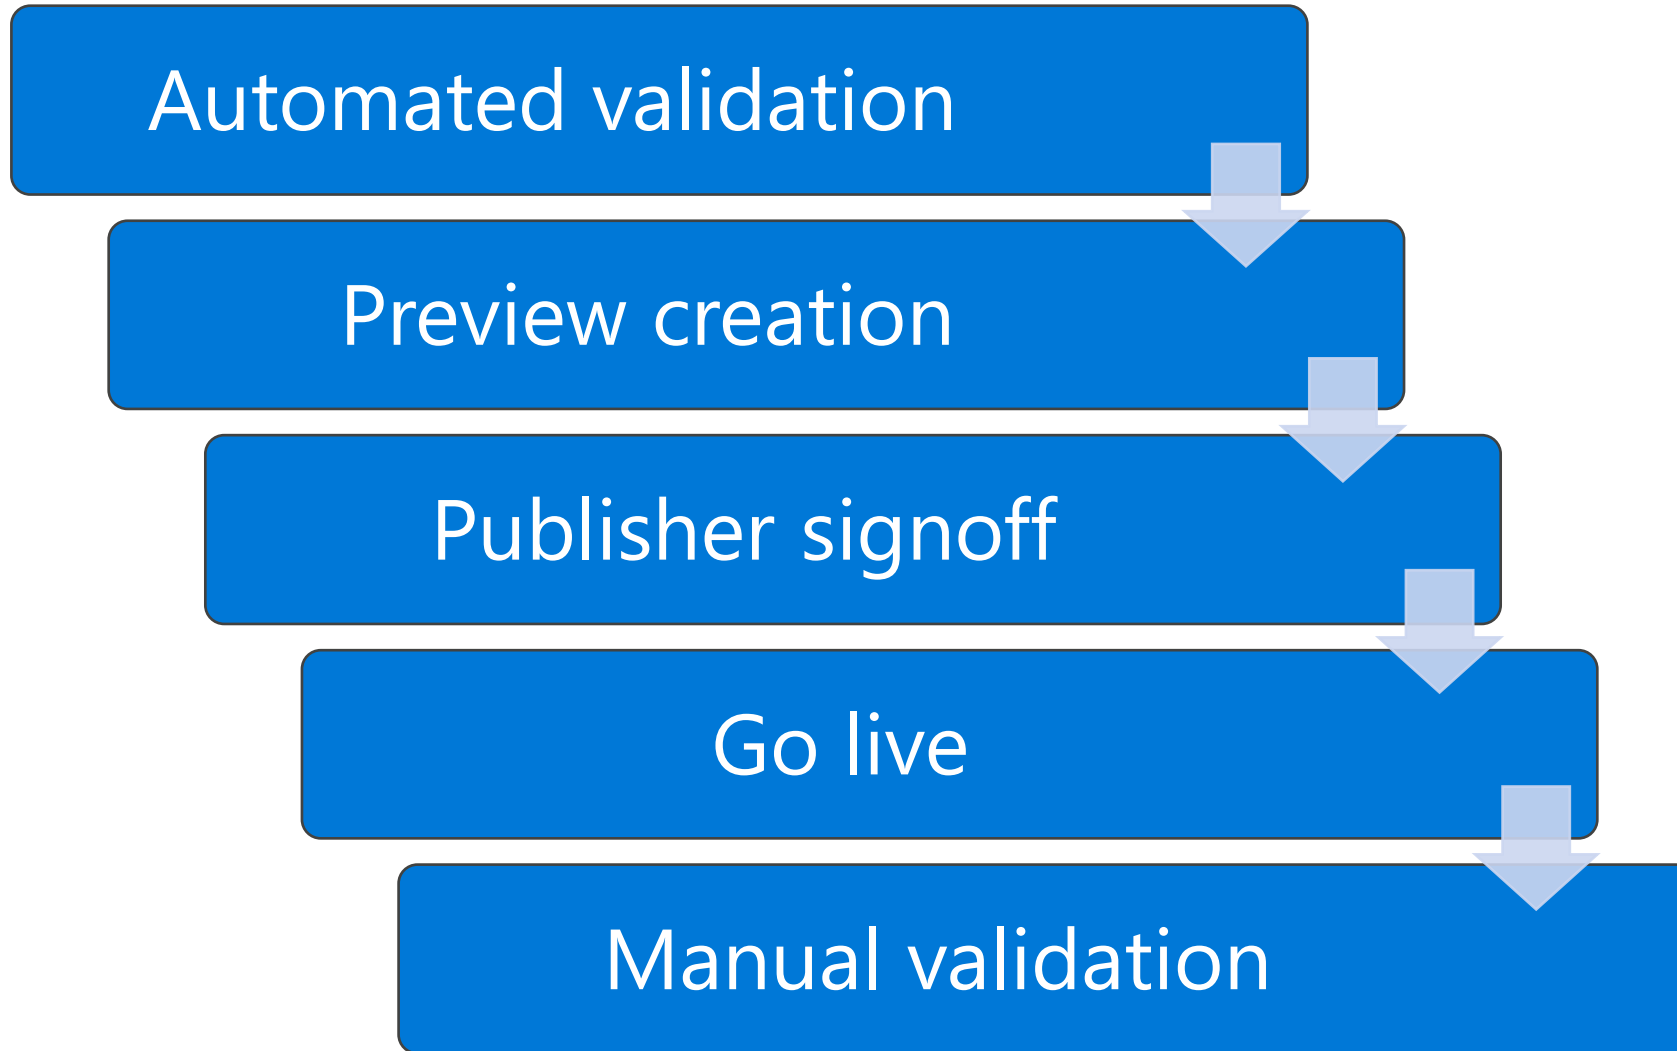 Automated validation
Preview creation
Publisher signoff
Go live
Manual validation